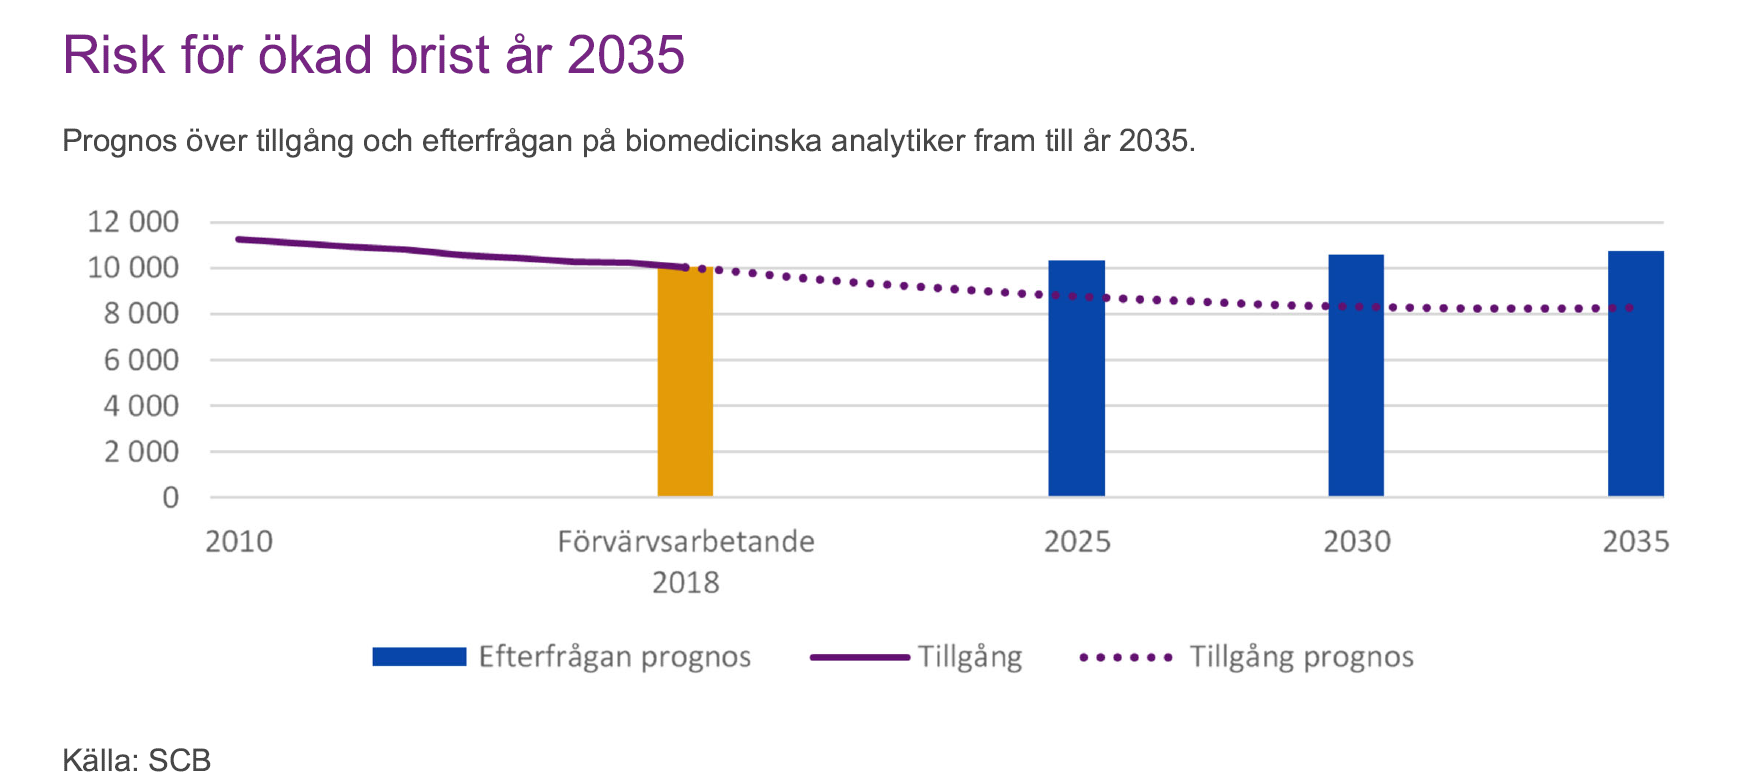 Risk för ökad brist år 2035
Prognos över tillgång och efterfrågan på biomedicinska analytiker fram till år 2035.
12 000
10 000
8 000
6 000
4 000
2 000
0
2010
Förvärvsarbetande
2018
2025
2030
2035
Efterfrågan prognos
Tillgång
Tillgång prognos
Källa: SCB